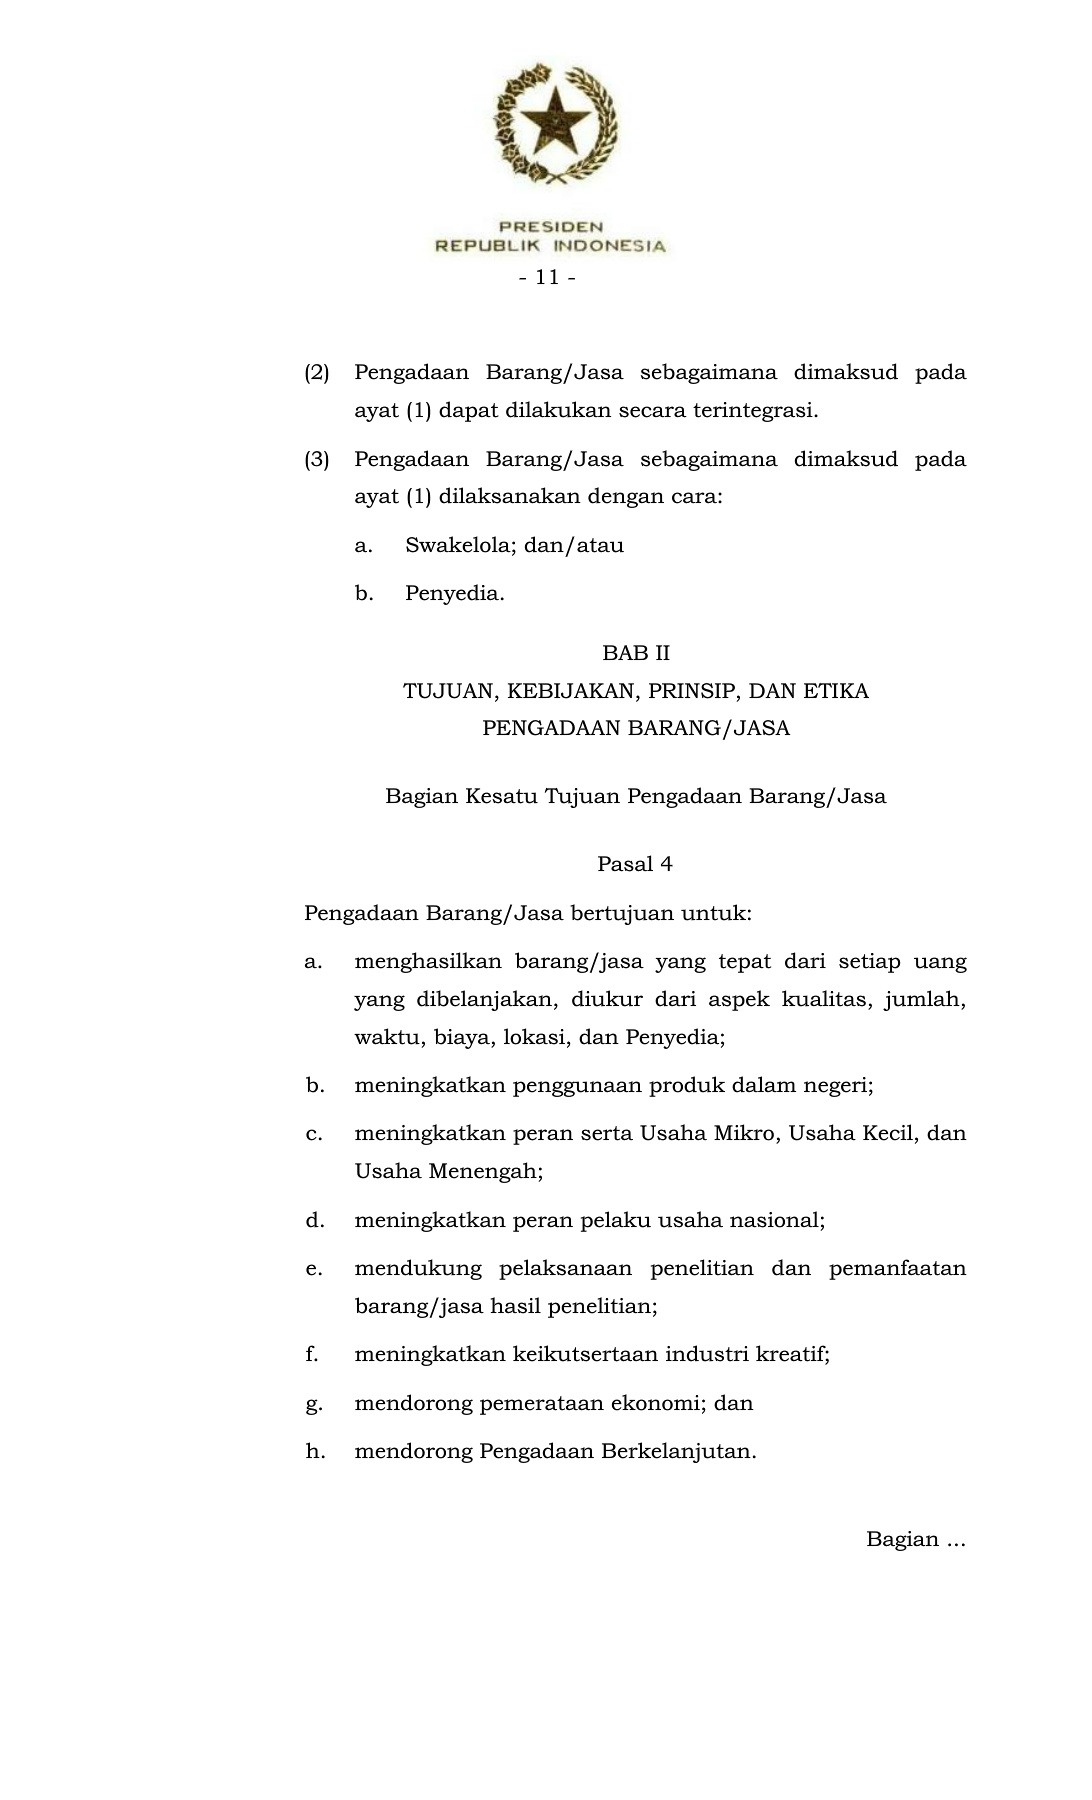 PRESIDEN
REPUBLIK INDONESIA
- 11 -
(2) Pengadaan Barang/Jasa sebagaimana dimaksud pada
ayat (1) dapat dilakukan secara terintegrasi.
(3) Pengadaan Barang/Jasa sebagaimana dimaksud pada
ayat (1) dilaksanakan dengan cara:
a. Swakelola; dan/atau
b. Penyedia.
BAB II
TUJUAN, KEBIJAKAN, PRINSIP, DAN ETIKA
PENGADAAN BARANG/JASA
Bagian Kesatu Tujuan Pengadaan Barang/Jasa
Pasal 4
Pengadaan Barang/Jasa bertujuan untuk:
a. menghasilkan barang/jasa yang tepat dari setiap uang
yang dibelanjakan, diukur dari aspek kualitas, jumlah,
waktu, biaya, lokasi, dan Penyedia;
b. meningkatkan penggunaan produk dalam negeri;
c. meningkatkan peran serta Usaha Mikro, Usaha Kecil, dan
Usaha Menengah;
d. meningkatkan peran pelaku usaha nasional;
e. mendukung pelaksanaan penelitian dan pemanfaatan
barang/jasa hasil penelitian;
f. meningkatkan keikutsertaan industri kreatif;
g. mendorong pemerataan ekonomi; dan
h. mendorong Pengadaan Berkelanjutan.
Bagian ...